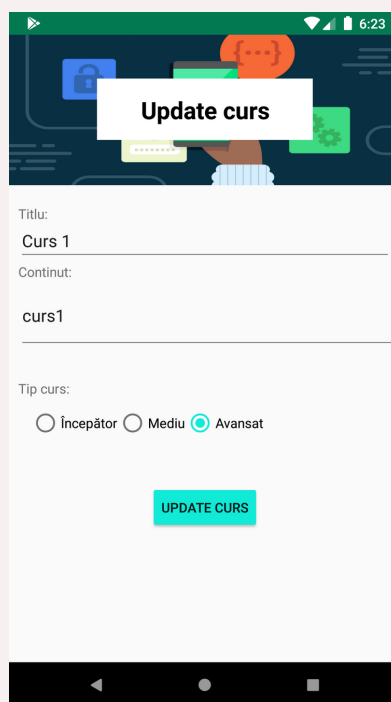 6:23
{...}
Update curs
Titlu:
Curs 1
Continut:
curs1
Tip curs:
Începător Mediu Avansat
UPDATE CURS